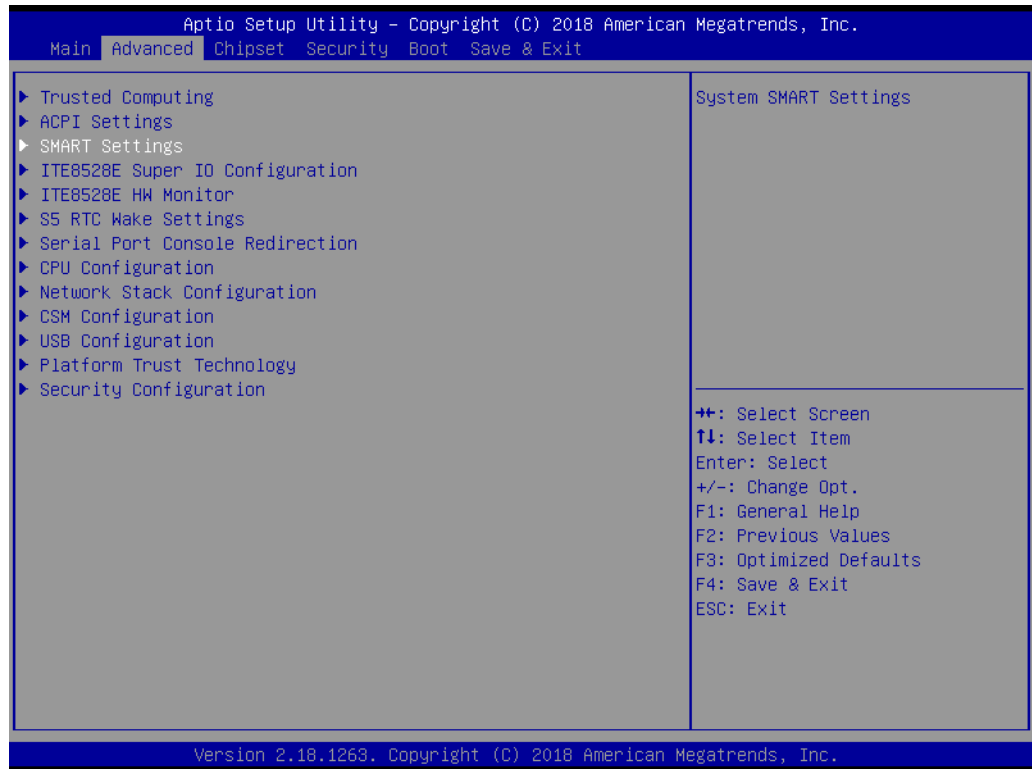 Aptio Setup Utility – Copyright (C) 2018 American Megatrends, Inc.
Main Advanced Chipset Security Boot Save & Exit
▶ Trusted Computing
▶ ACPI Settings
▶ SMART Settings
▶ ITE8528E Super IO Configuration
▶ ITE8528E HW Monitor
▶ S5 RTC Wake Settings
▶ Serial Port Console Redirection
▶ CPU Configuration
▶ Network Stack Configuration
▶ CSM Configuration
▶ USB Configuration
▶ Platform Trust Technology
▶ Security Configuration
System SMART Settings
→←: Select Screen
↑↓: Select Item
Enter: Select
+/-: Change Opt.
F1: General Help
F2: Previous Values
F3: Optimized Defaults
F4: Save & Exit
ESC: Exit
Version 2.18.1263. Copyright (C) 2018 American Megatrends, Inc.